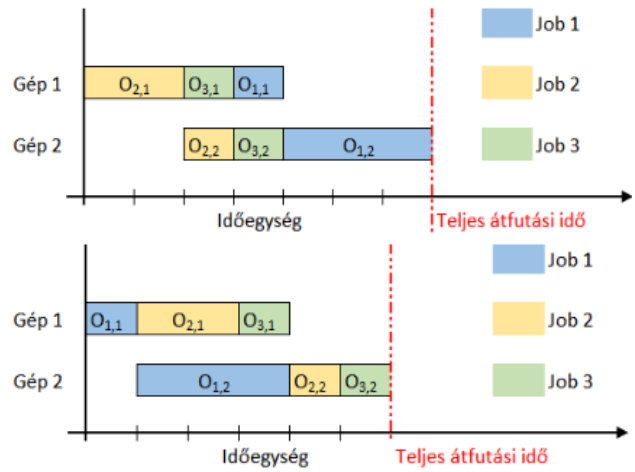 Job 1
Gép 1 O2,1 O3,1 O1,1 Job 2
Gép 2 O2,2 O3,2 O1,2 Job 3
Időegység Teljes átfutási idő
Job 1
Gép 1 O1,1 O2,1 O3,1 Job 2
Gép 2 O1,2 O2,2 O3,2 Job 3
Időegység Teljes átfutási idő